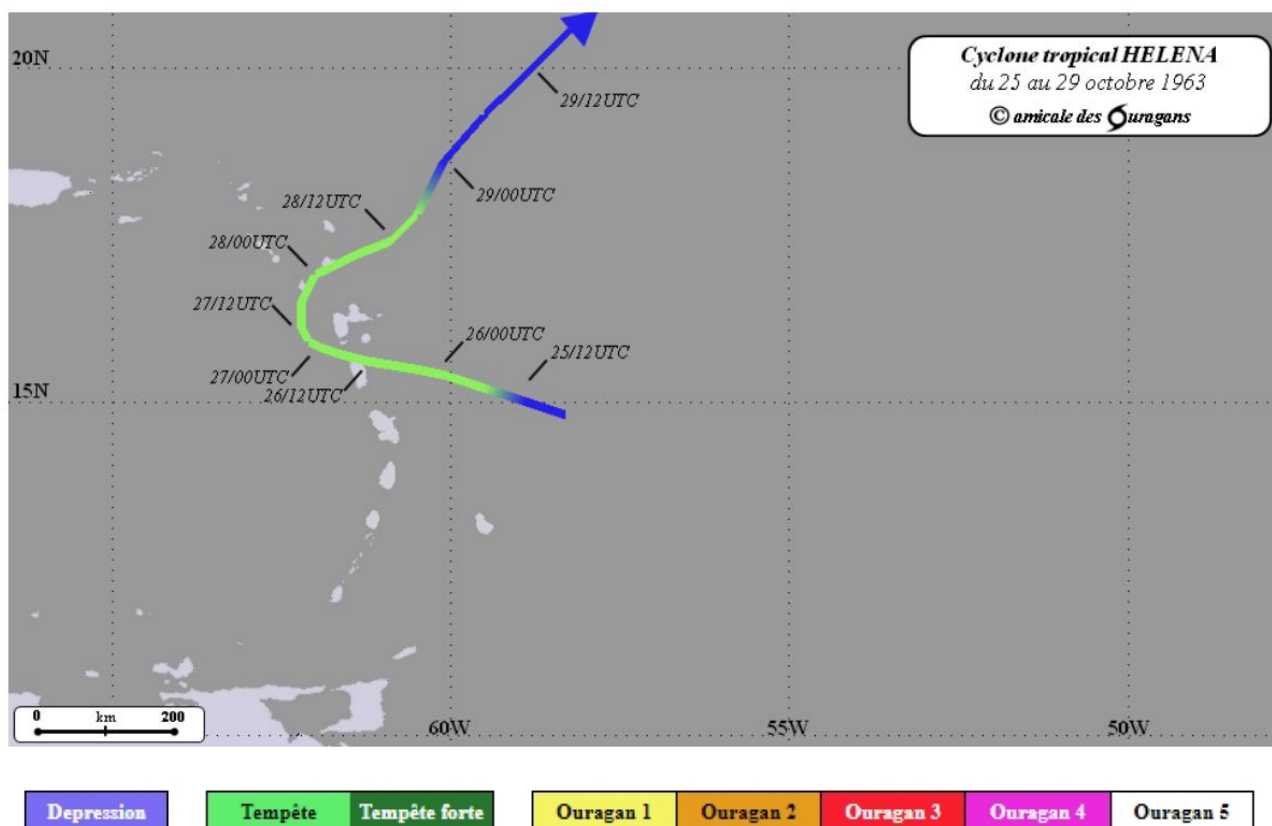 20N
Cyclone tropical HELENA
du 25 au 29 octobre 1963
© amicale des Ouragans
29/12UTC
29/00UTC
28/12UTC
28/00UTC
27/12UTC
26/00UTC
25/12UTC
27/00UTC
26/12UTC
15N
0 km 200
60W 55W 50W
Depression Tempête Tempête forte Ouragan 1 Ouragan 2 Ouragan 3 Ouragan 4 Ouragan 5